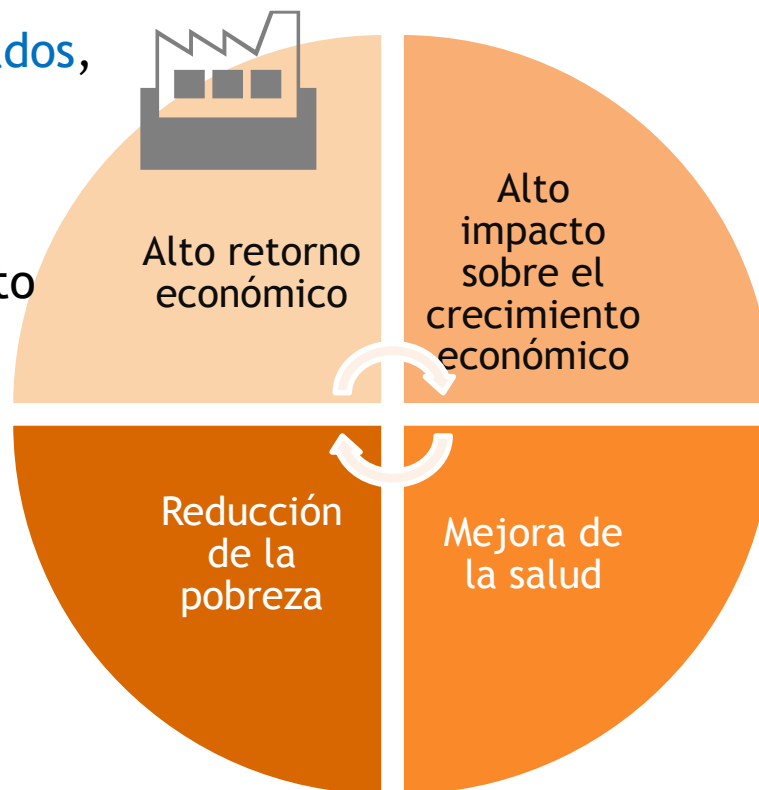 ados,
to
Alto retorno
económico
Alto
impacto
sobre el
crecimiento
económico
Reducción
de la
pobreza
Mejora de
la salud